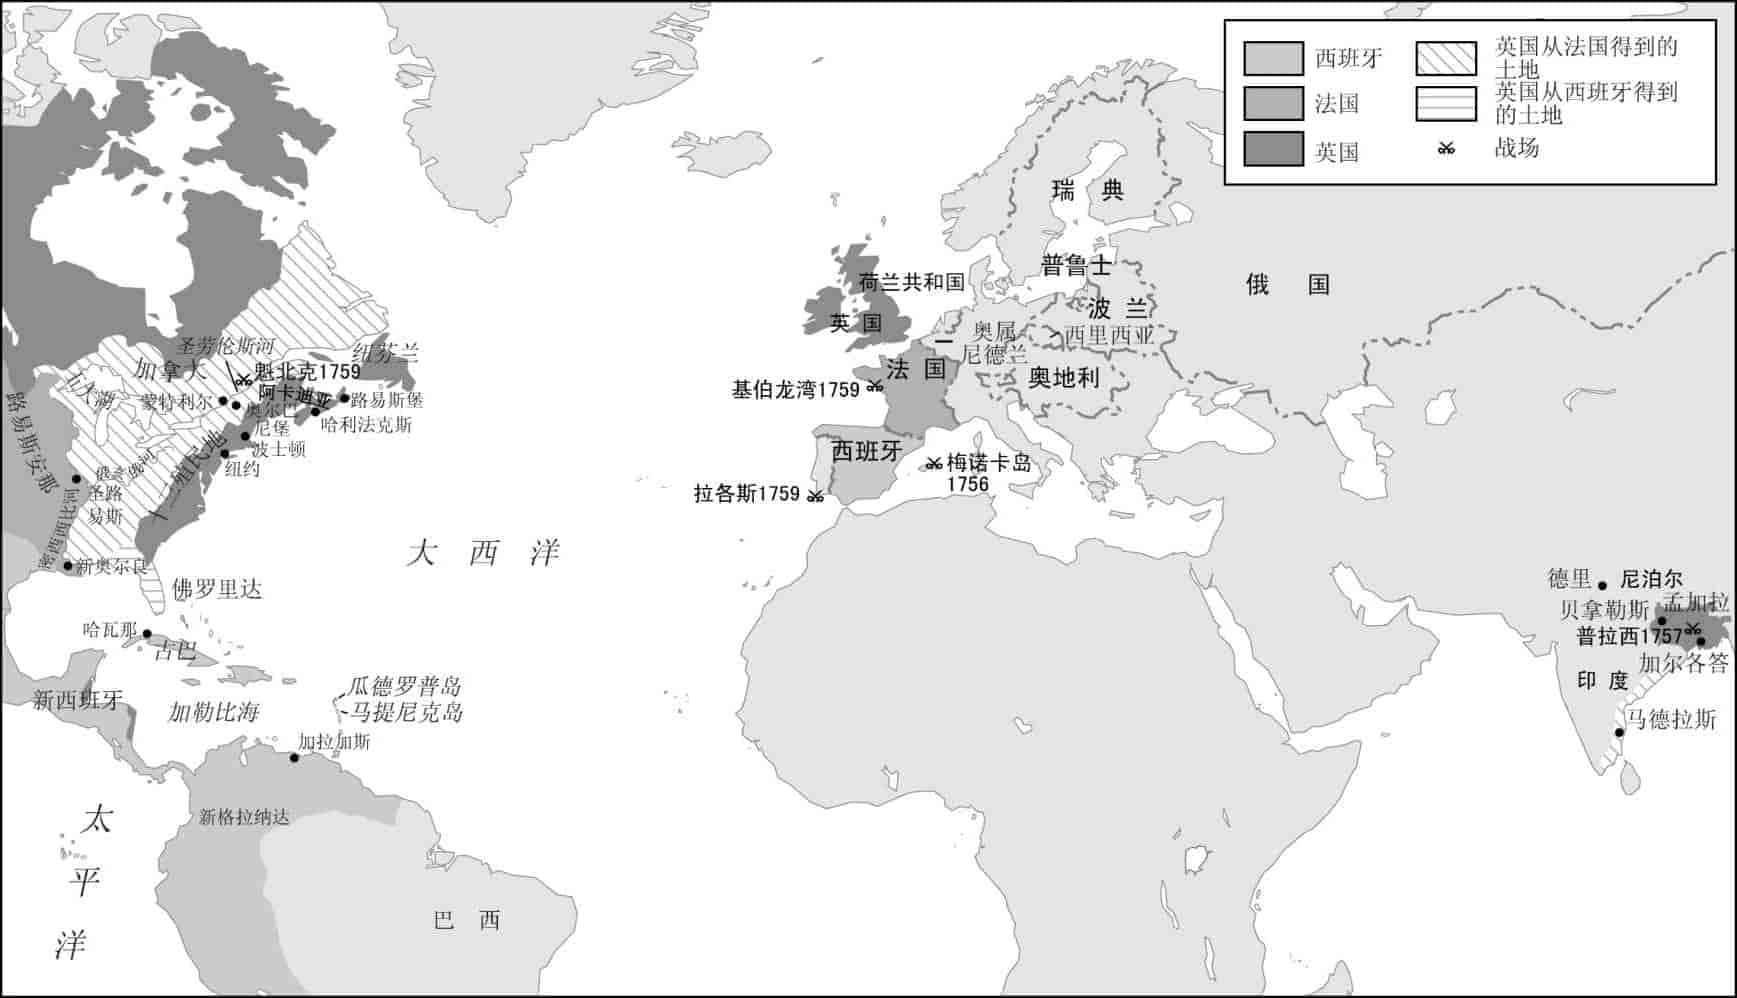 西班牙
法国
英国
英国从法国得到的
土地
英国从西班牙得到
的土地
战场
瑞典
普鲁士
荷兰共和国
英国
波兰
奥属
尼德兰
西里西亚
俄国
法国
奥地利
基伯龙湾1759
西班牙
梅诺卡岛
1756
拉各斯1759
圣劳伦斯河
纽芬兰
加拿大
魁北克1759
五大湖
阿卡迪亚
蒙特利尔
路易斯堡
奥尔巴
尼堡
哈利法克斯
波士顿
纽约
路易斯安那
十三殖民地
俄亥俄河
圣路
易斯
密西西比河
新奥尔良
佛罗里达
大西洋
哈瓦那
古巴
新西班牙
加勒比海
瓜德罗普岛
马提尼克岛
加拉加斯
新格拉纳达
太平洋
巴西
德里
尼泊尔
贝拿勒斯
孟加拉
普拉西1757
加尔各答
印度
马德拉斯